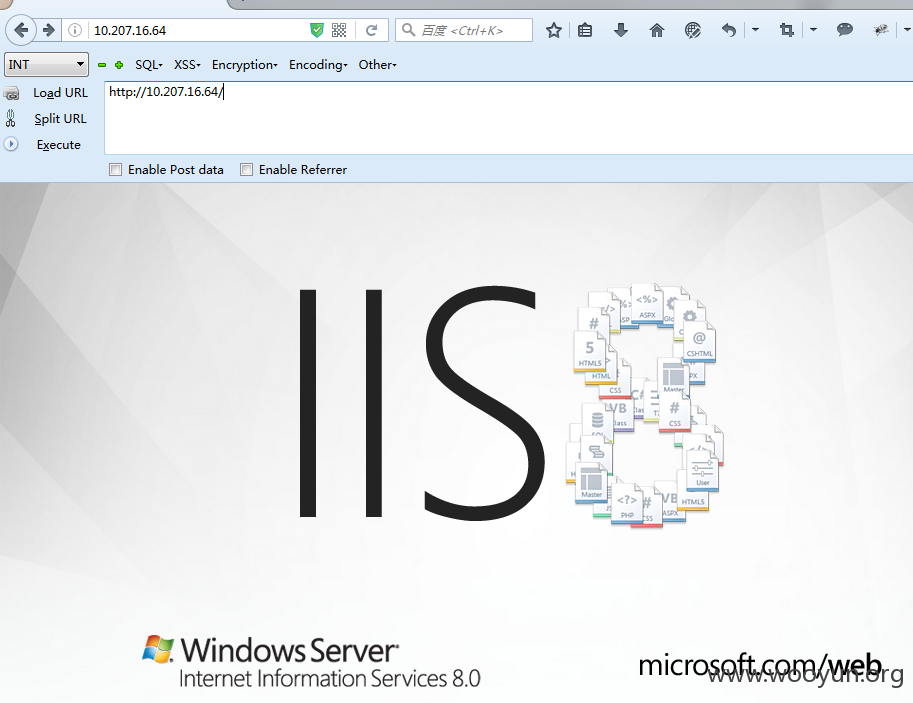 10.207.16.64
百度 <Ctrl+K>
INT
SQL
XSS
Encryption
Encoding
Other
Load URL
http://10.207.16.64/
Split URL
Execute
Enable Post data
Enable Referrer
IIS
<%>
ASPX
#
@
CSHTML
5
HTML5
HTML
CSS
Master
#
CSS
VB
User
Master
HTML5
<?>
PHP
#
CSS
VB
ASPX
Windows Server
Internet Information Services 8.0
microsoft.com/web
www.wooyun.org